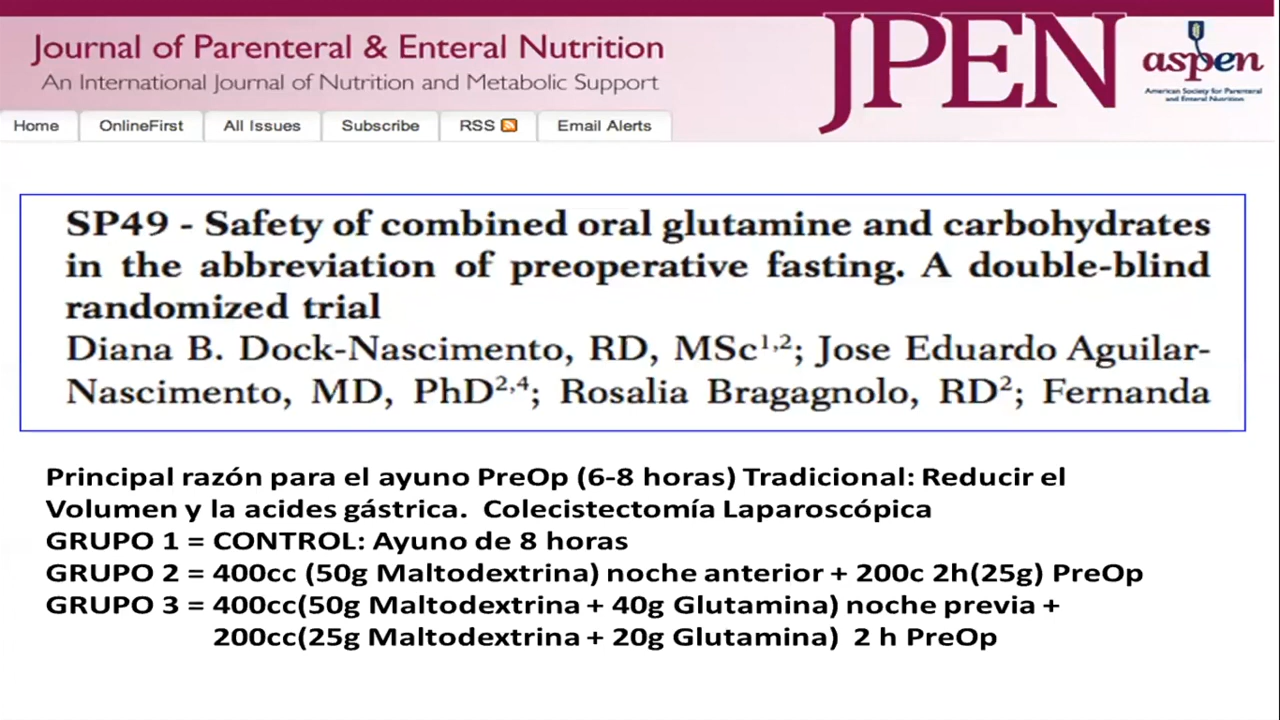 Journal of Parenteral & Enteral Nutrition
An International Journal of Nutrition and Metabolic Support
JPEN
aspen
American Society for Parenteral
and Enteral Nutrition
Home OnlineFirst All Issues Subscribe RSS Email Alerts
SP49 - Safety of combined oral glutamine and carbohydrates
in the abbreviation of preoperative fasting. A double-blind
randomized trial
Diana B. Dock-Nascimento, RD, MSc1,2; Jose Eduardo Aguilar-
Nascimento, MD, PhD2,4; Rosalia Bragagnolo, RD2; Fernanda
Principal razón para el ayuno PreOp (6-8 horas) Tradicional: Reducir el
Volumen y la acides gástrica. Colecistectomía Laparoscópica
GRUPO 1 = CONTROL: Ayuno de 8 horas
GRUPO 2 = 400cc (50g Maltodextrina) noche anterior + 200c 2h(25g) PreOp
GRUPO 3 = 400cc(50g Maltodextrina + 40g Glutamina) noche previa +
200cc(25g Maltodextrina + 20g Glutamina) 2 h PreOp